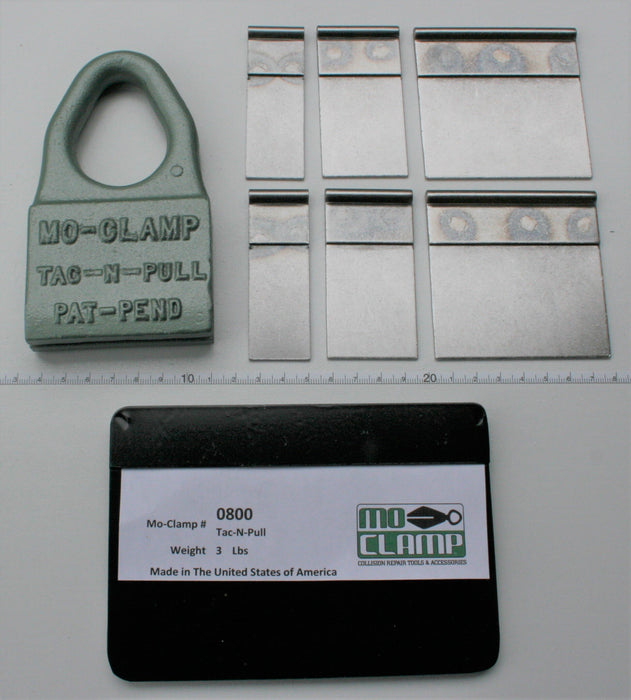 MO-CLAMP
TAC-N-PULL
PAT-PEND
10
20
Mo-Clamp # 0800
Tac-N-Pull
Weight 3 Lbs
Made in The United States of America
MO
CLAMP
COLLISION REPAIR TOOLS & ACCESSORIES